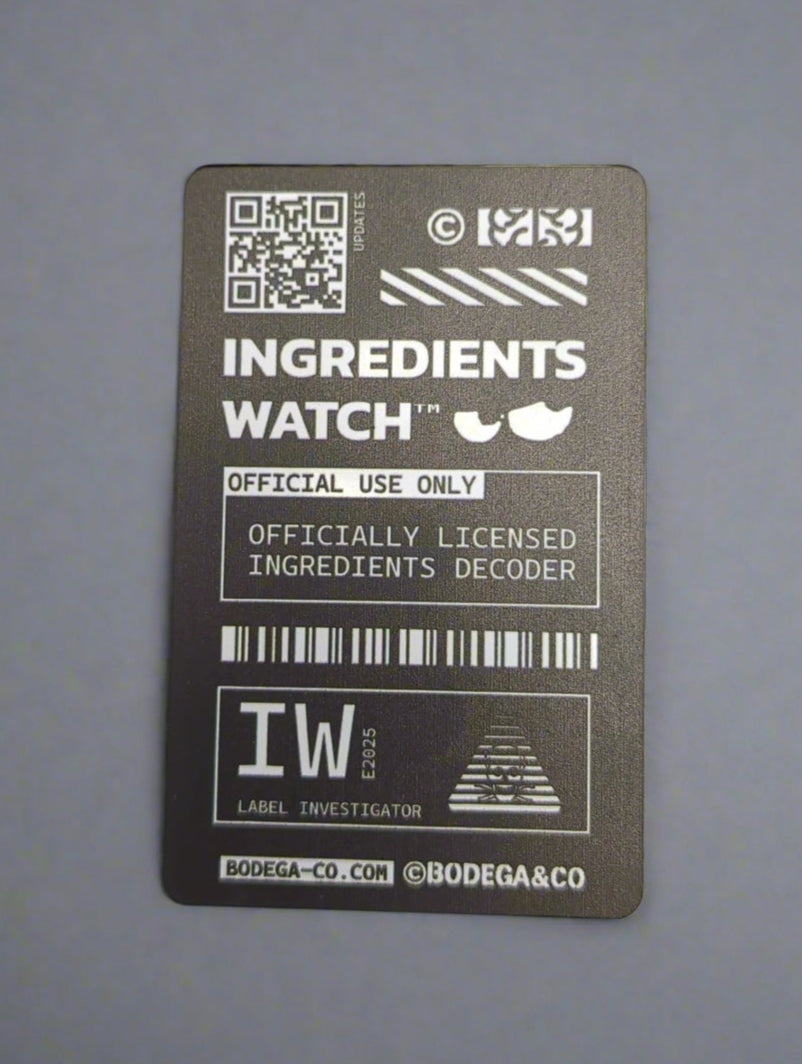 UPDATES
©
INGREDIENTS
WATCH™
OFFICIAL USE ONLY
OFFICIALLY LICENSED
INGREDIENTS DECODER
IW
E2025
LABEL INVESTIGATOR
BODEGA-CO.COM ©BODEGA&CO